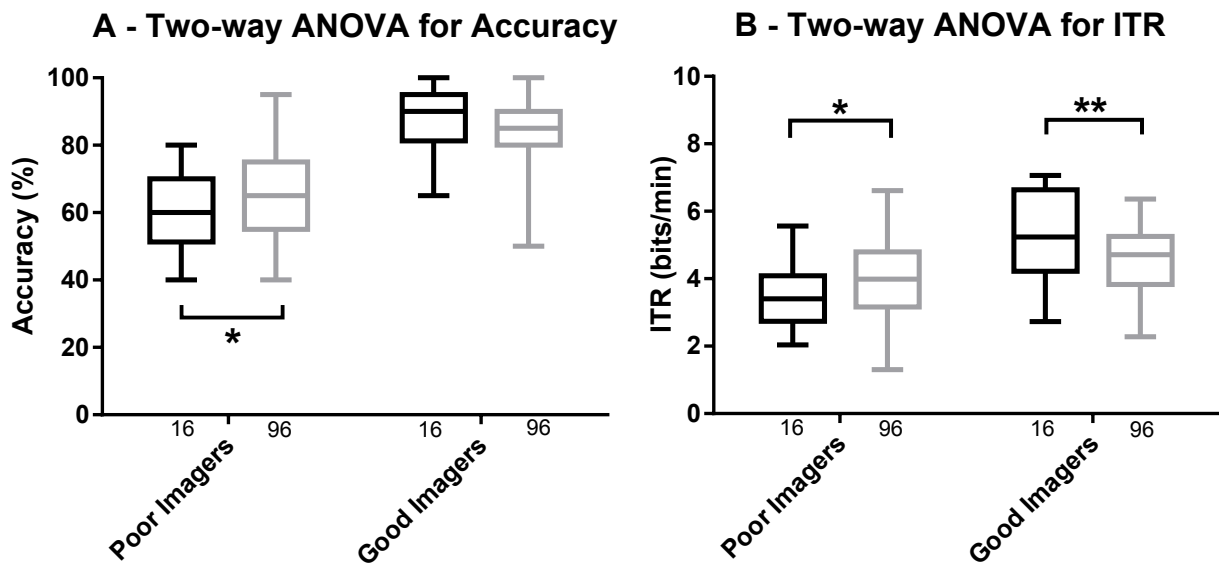 A - Two-way ANOVA for Accuracy
Accuracy (%)
100
80
60
40
20
0
*
16
96
16
96
Poor Imagers
Good Imagers
B - Two-way ANOVA for ITR
ITR (bits/min)
10
8
6
4
2
0
*
**
16
96
16
96
Poor Imagers
Good Imagers